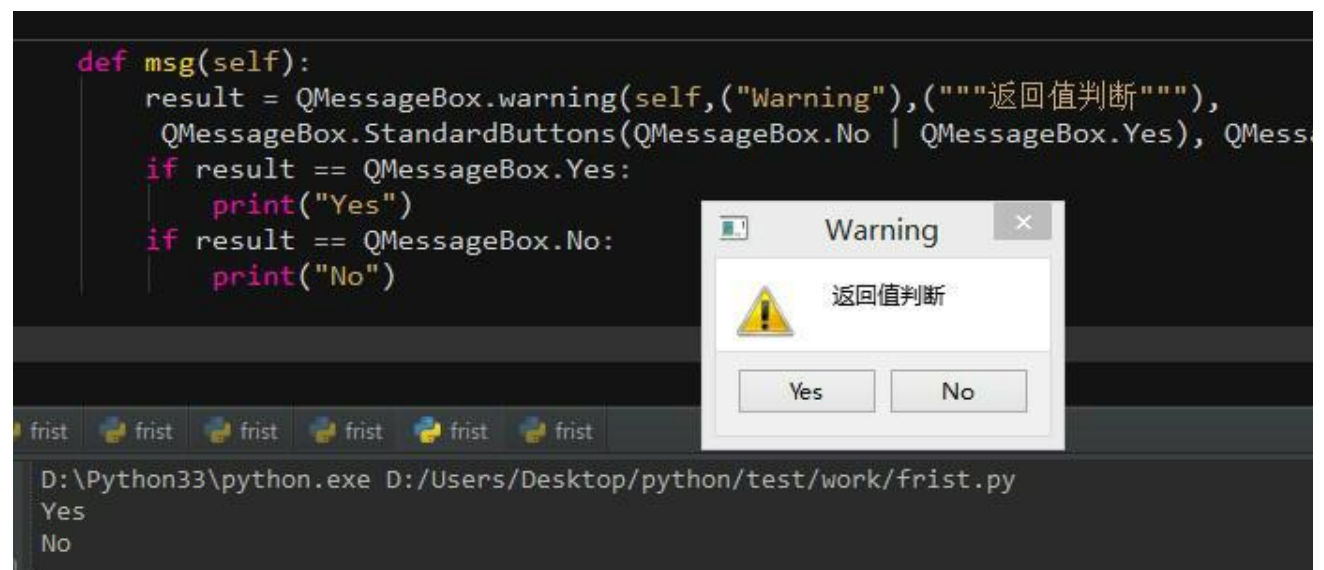 def msg(self):
result = QMessageBox.warning(self,("Warning"),("""返回值判断"""),
QMessageBox.StandardButtons(QMessageBox.No | QMessageBox.Yes), QMess
if result == QMessageBox.Yes:
print("Yes")
if result == QMessageBox.No:
print("No")
Warning
返回值判断
Yes No
frist frist frist frist frist frist
D:\Python33\python.exe D:/Users/Desktop/python/test/work/frist.py
Yes
No